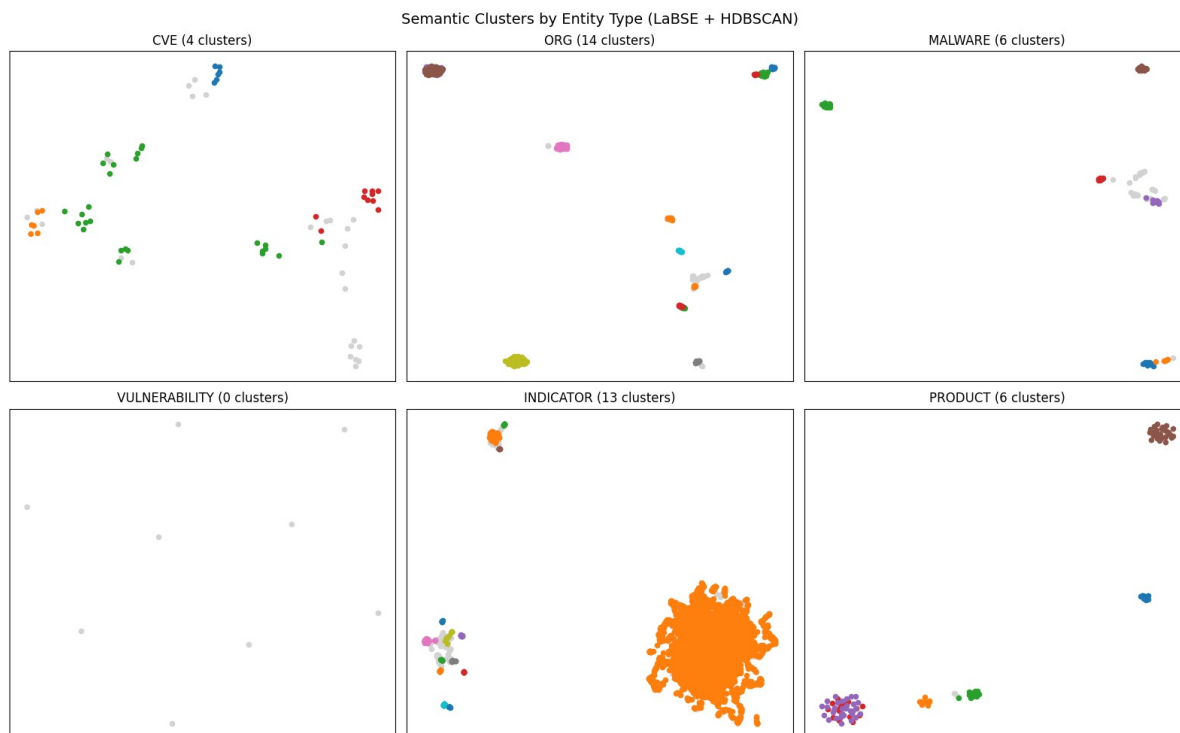 Semantic Clusters by Entity Type (LaBSE + HDBSCAN)
CVE (4 clusters)
ORG (14 clusters)
MALWARE (6 clusters)
VULNERABILITY (0 clusters)
INDICATOR (13 clusters)
PRODUCT (6 clusters)